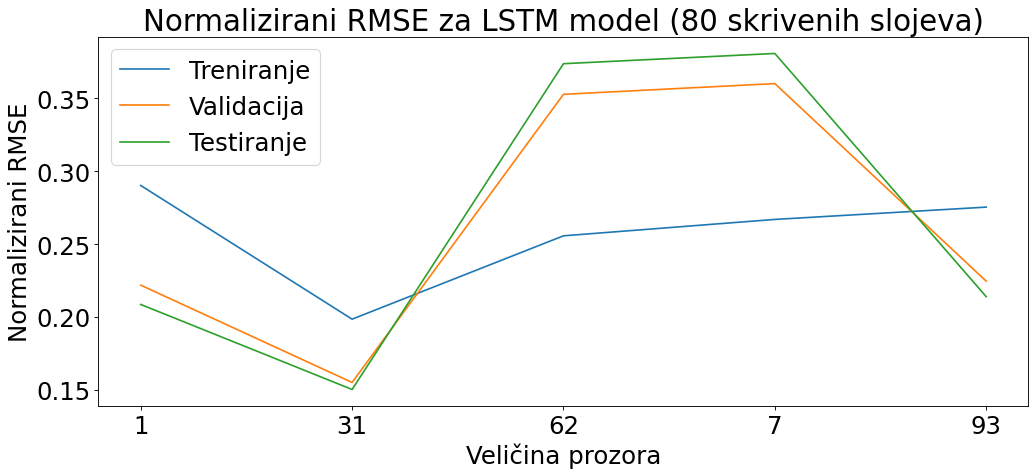 Normalizirani RMSE za LSTM model (80 skrivenih slojeva)
Treniranje
Validacija
Testiranje
Normalizirani RMSE
0.35
0.30
0.25
0.20
0.15
1 31 62 7 93
Veličina prozora